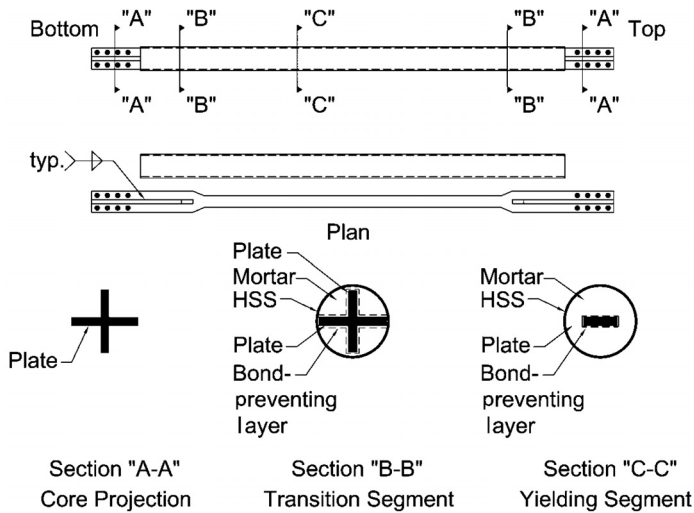 "A" "B" "C" "B" "A"
Bottom Top
"A" "B" "C" "B" "A"
typ.
Plan
Plate
Mortar
HSS
Plate
Bond-
preventing
layer
Mortar
HSS
Plate
Bond-
preventing
layer
Plate
Section "A-A"
Core Projection
Section "B-B"
Transition Segment
Section "C-C"
Yielding Segment